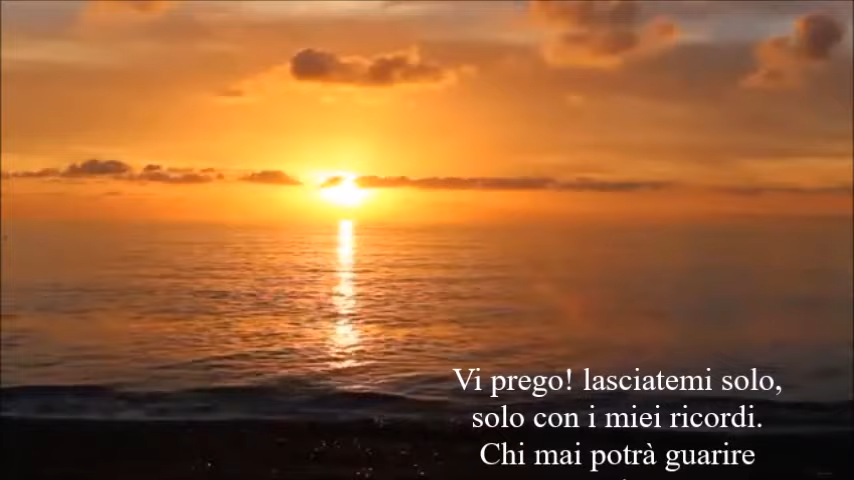 Vi prego! lasciatemi solo,
solo con i miei ricordi.
Chi mai potrà guarire